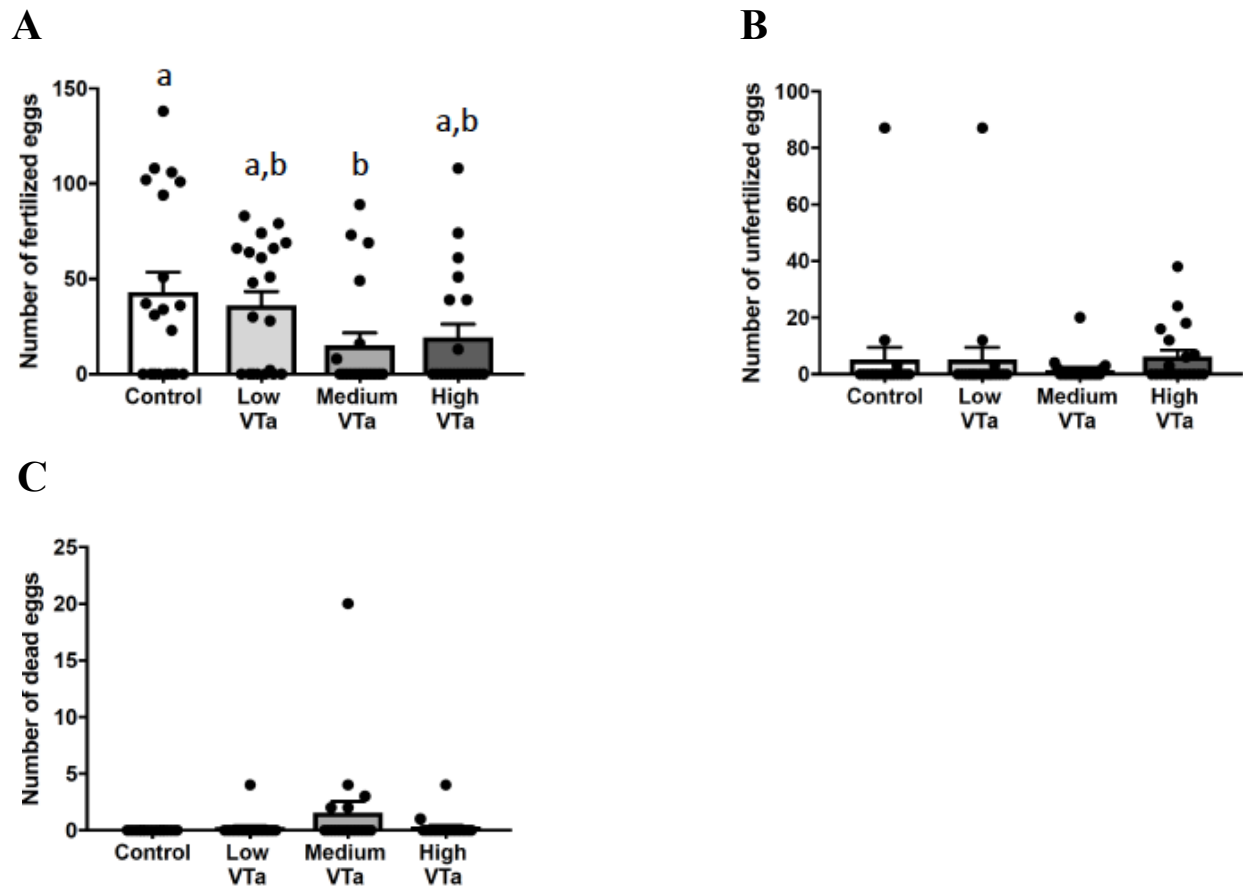 A
Number of fertilized eggs
150
100
50
0
a
a,b
b
a,b
Control
Low
VTa
Medium
VTa
High
VTa
B
Number of unfertilized eggs
100
80
60
40
20
0
Control
Low
VTa
Medium
VTa
High
VTa
C
Number of dead eggs
25
20
15
10
5
0
Control
Low
VTa
Medium
VTa
High
VTa